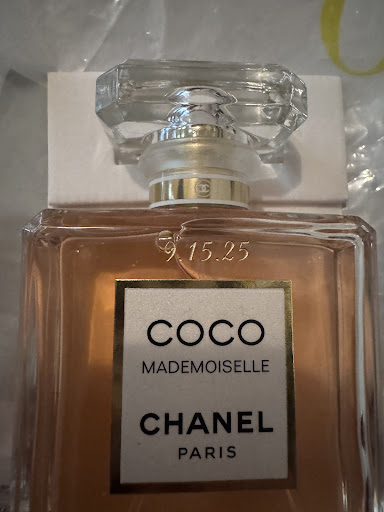 9.15.25
COCO
MADEMOISELLE
CHANEL
PARIS